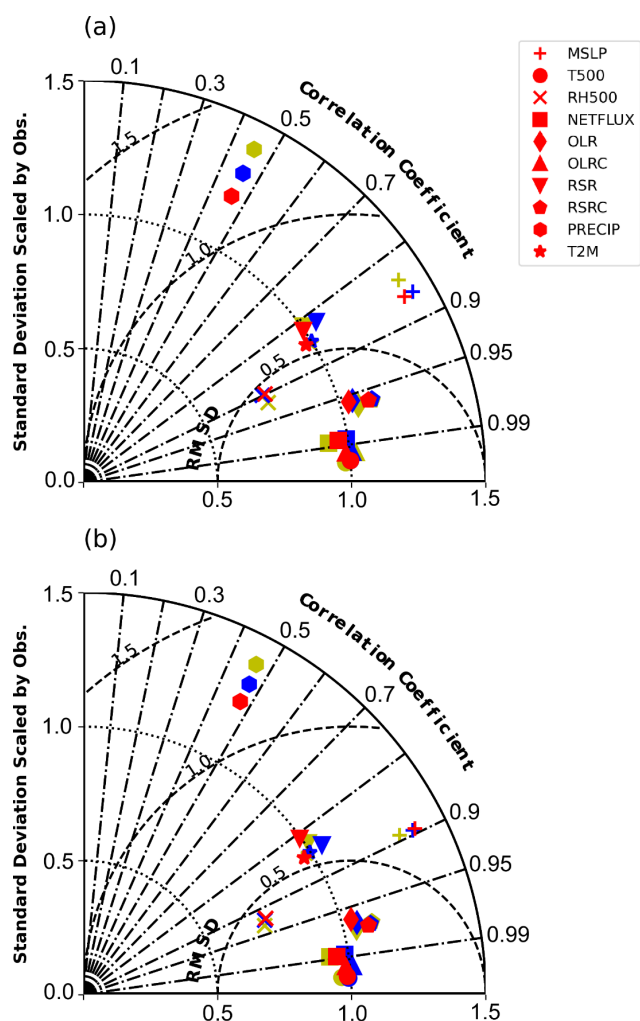 (a)
MSLP
T500
RH500
NETFLUX
OLR
OLRC
RSR
RSRC
PRECIP
T2M
Correlation Coefficient
Standard Deviation Scaled by Obs.
RMSD
0.1
0.3
0.5
0.7
0.9
0.95
0.99
1.5
1.0
0.5
0.0
1.5
1.0
0.5
0.5
1.0
1.5
(b)
Correlation Coefficient
Standard Deviation Scaled by Obs.
RMSD
0.1
0.3
0.5
0.7
0.9
0.95
0.99
1.5
1.0
0.5
0.0
1.5
1.0
0.5
0.5
1.0
1.5